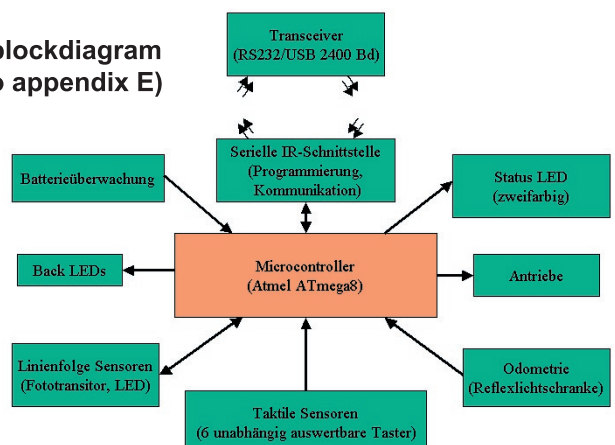 blockdiagram
appendix E)
Transceiver
(RS232/USB 2400 Bd)
Serielle IR-Schnittstelle
(Programmierung,
Kommunikation)
Batterieüberwachung
Status LED
(zweifarbig)
Back LEDs
Microcontroller
(Atmel ATmega8)
Antriebe
Linienfolge Sensoren
(Fototransitor, LED)
Odometrie
(Reflexlichtschranke)
Taktile Sensoren
(6 unabhängig auswertbare Taster)